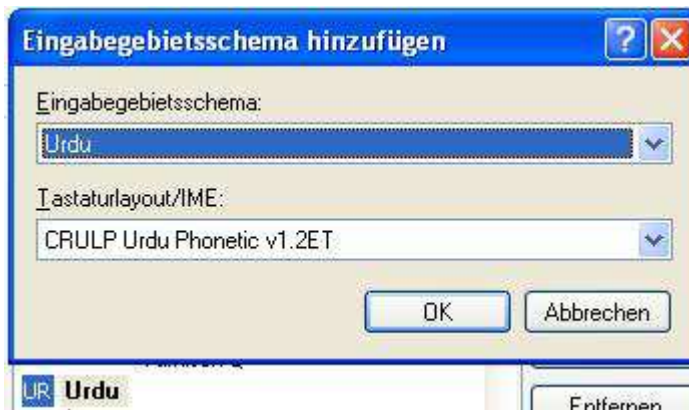 Eingabegebietsschema hinzufügen
Eingabegebietsschema:
Urdu
Tastaturlayout/IME:
CRULP Urdu Phonetic v1.2ET
OK Abbrechen
UR Urdu
Entfernen